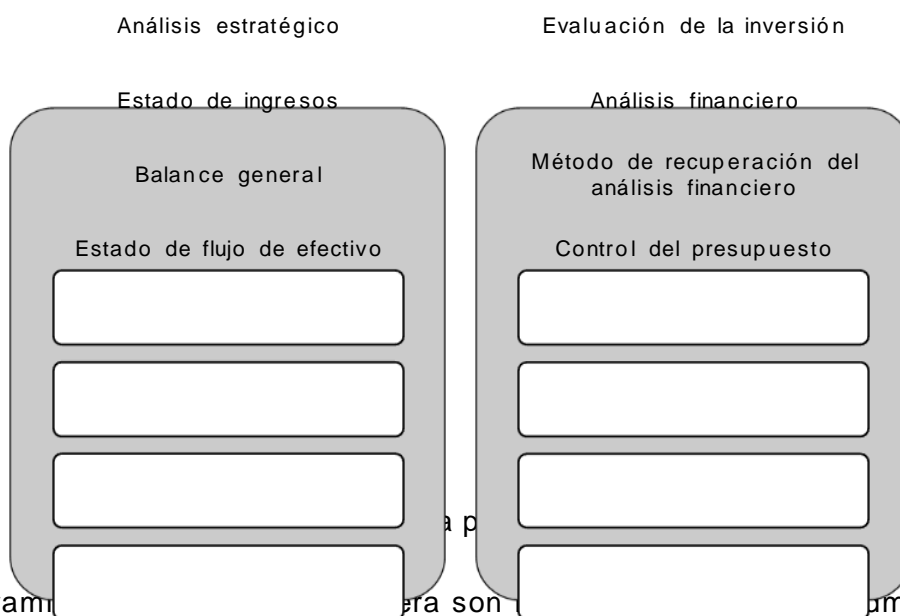 Análisis estratégico
Estado de ingresos
Balance general
Estado de flujo de efectivo
Evaluación de la inversión
Análisis financiero
Método de recuperación del
análisis financiero
Control del presupuesto
son